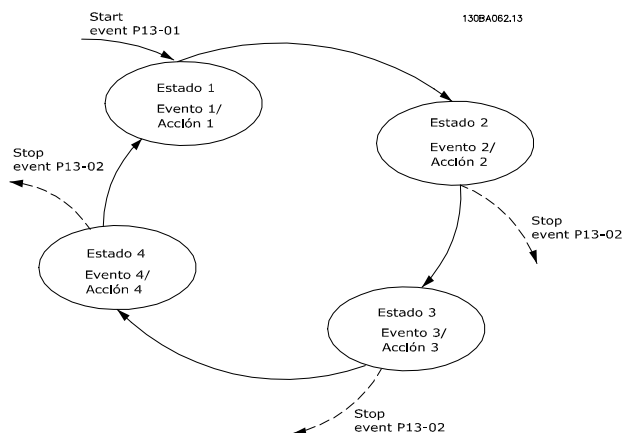 Start
event P13-01
130BA062.13
Estado 1
Evento 1/
Acción 1
Estado 2
Evento 2/
Acción 2
Stop
event P13-02
Stop
event P13-02
Estado 4
Evento 4/
Acción 4
Estado 3
Evento 3/
Acción 3
Stop
event P13-02